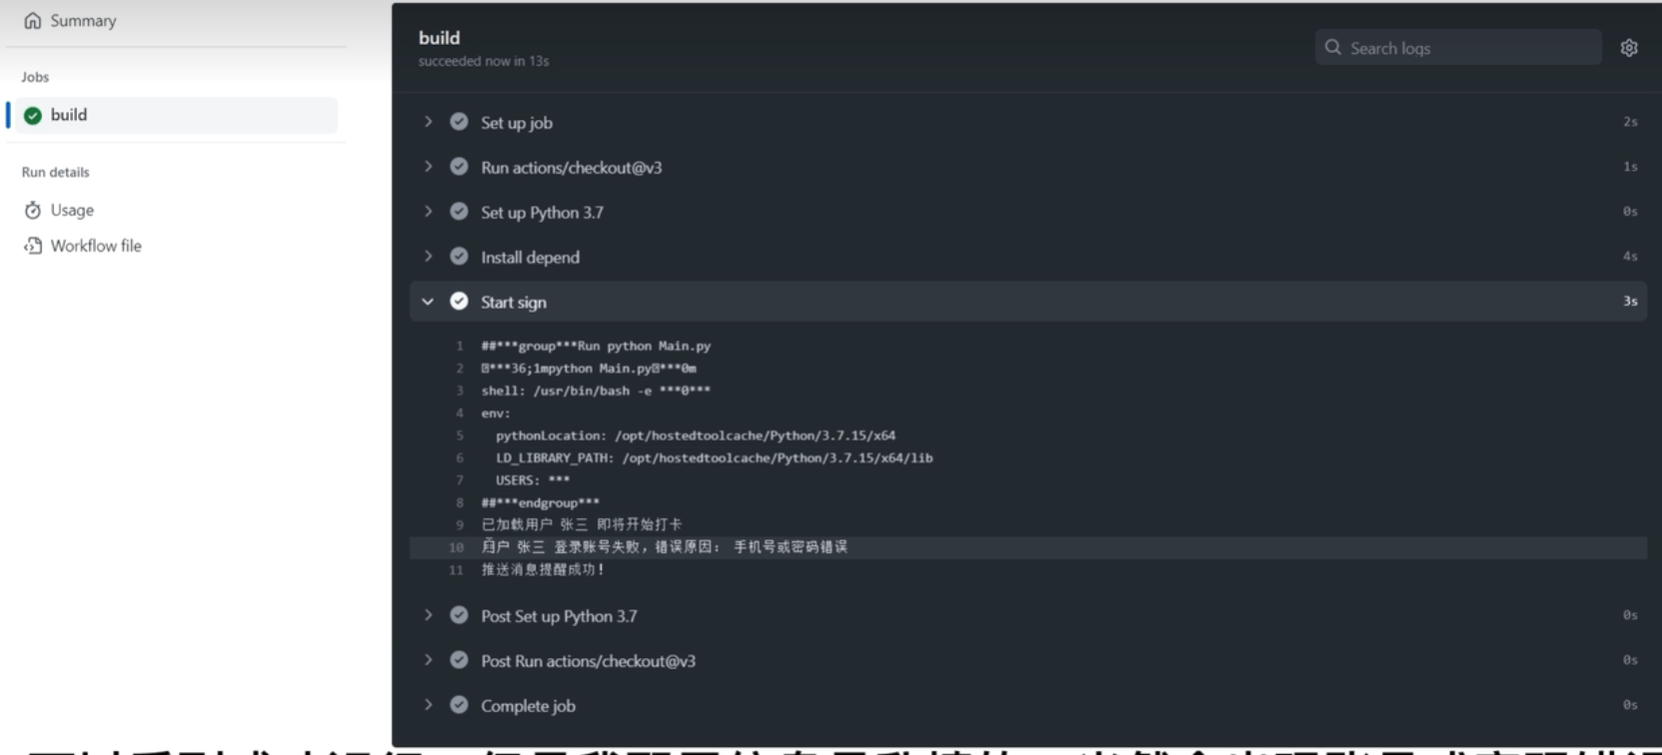 Summary
Jobs
build
Run details
Usage
Workflow file
build
succeeded now in 13s
Search logs
Set up job 2s
Run actions/checkout@v3 1s
Set up Python 3.7 0s
Install depend 4s
Start sign 3s
1 ##***group***Run python Main.py
2 ***36;1mpython Main.py***0m
3 shell: /usr/bin/bash -e ***0***
4 env:
5 pythonLocation: /opt/hostedtoolcache/Python/3.7.15/x64
6 LD_LIBRARY_PATH: /opt/hostedtoolcache/Python/3.7.15/x64/lib
7 USERS: ***
8 ##***endgroup***
9 已加载用户 张三 即将开始打卡
10 用户 张三 登录账号失败，错误原因： 手机号或密码错误
11 推送消息提醒成功!
Post Set up Python 3.7 0s
Post Run actions/checkout@v3 0s
Complete job 0s